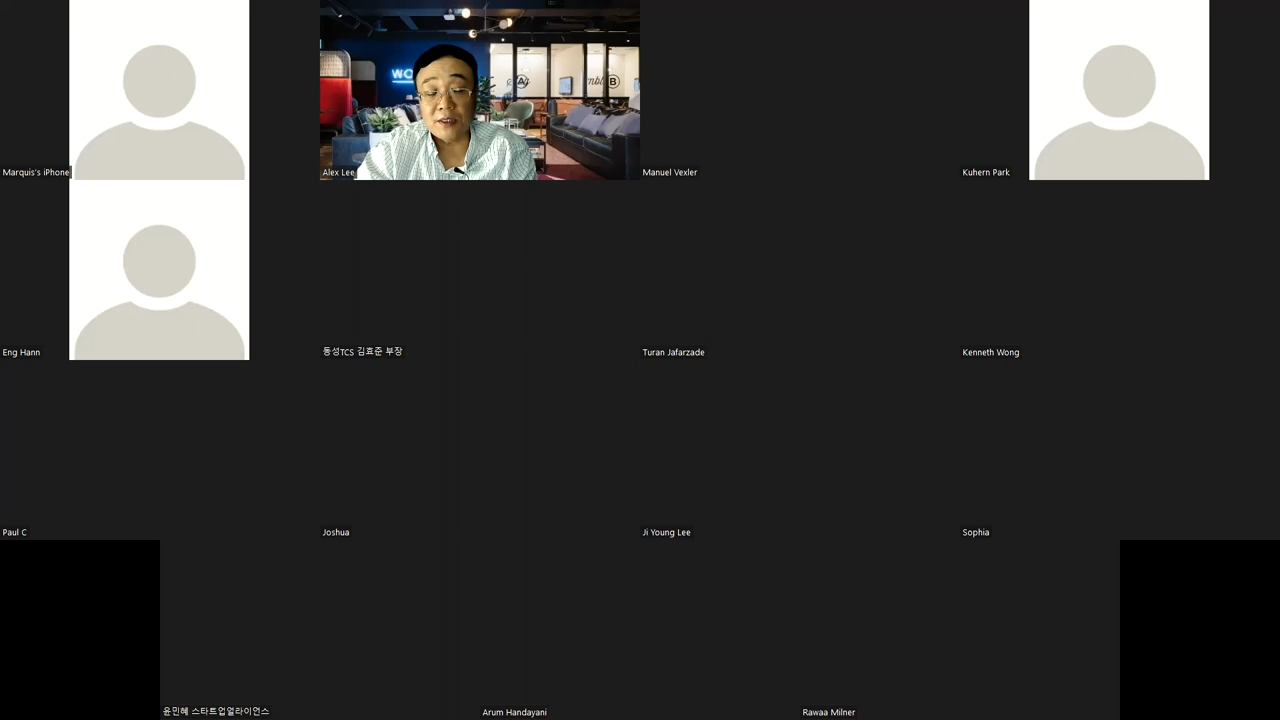 WO
A
B
Marquis's iPhone
Alex Lee
Manuel Vexler
Kuhern Park
Eng Hann
동성TCS 김효준 부장
Turan Jafarzade
Kenneth Wong
Paul C
Joshua
Ji Young Lee
Sophia
윤민혜 스타트업얼라이언스
Arum Handayani
Rawaa Milner